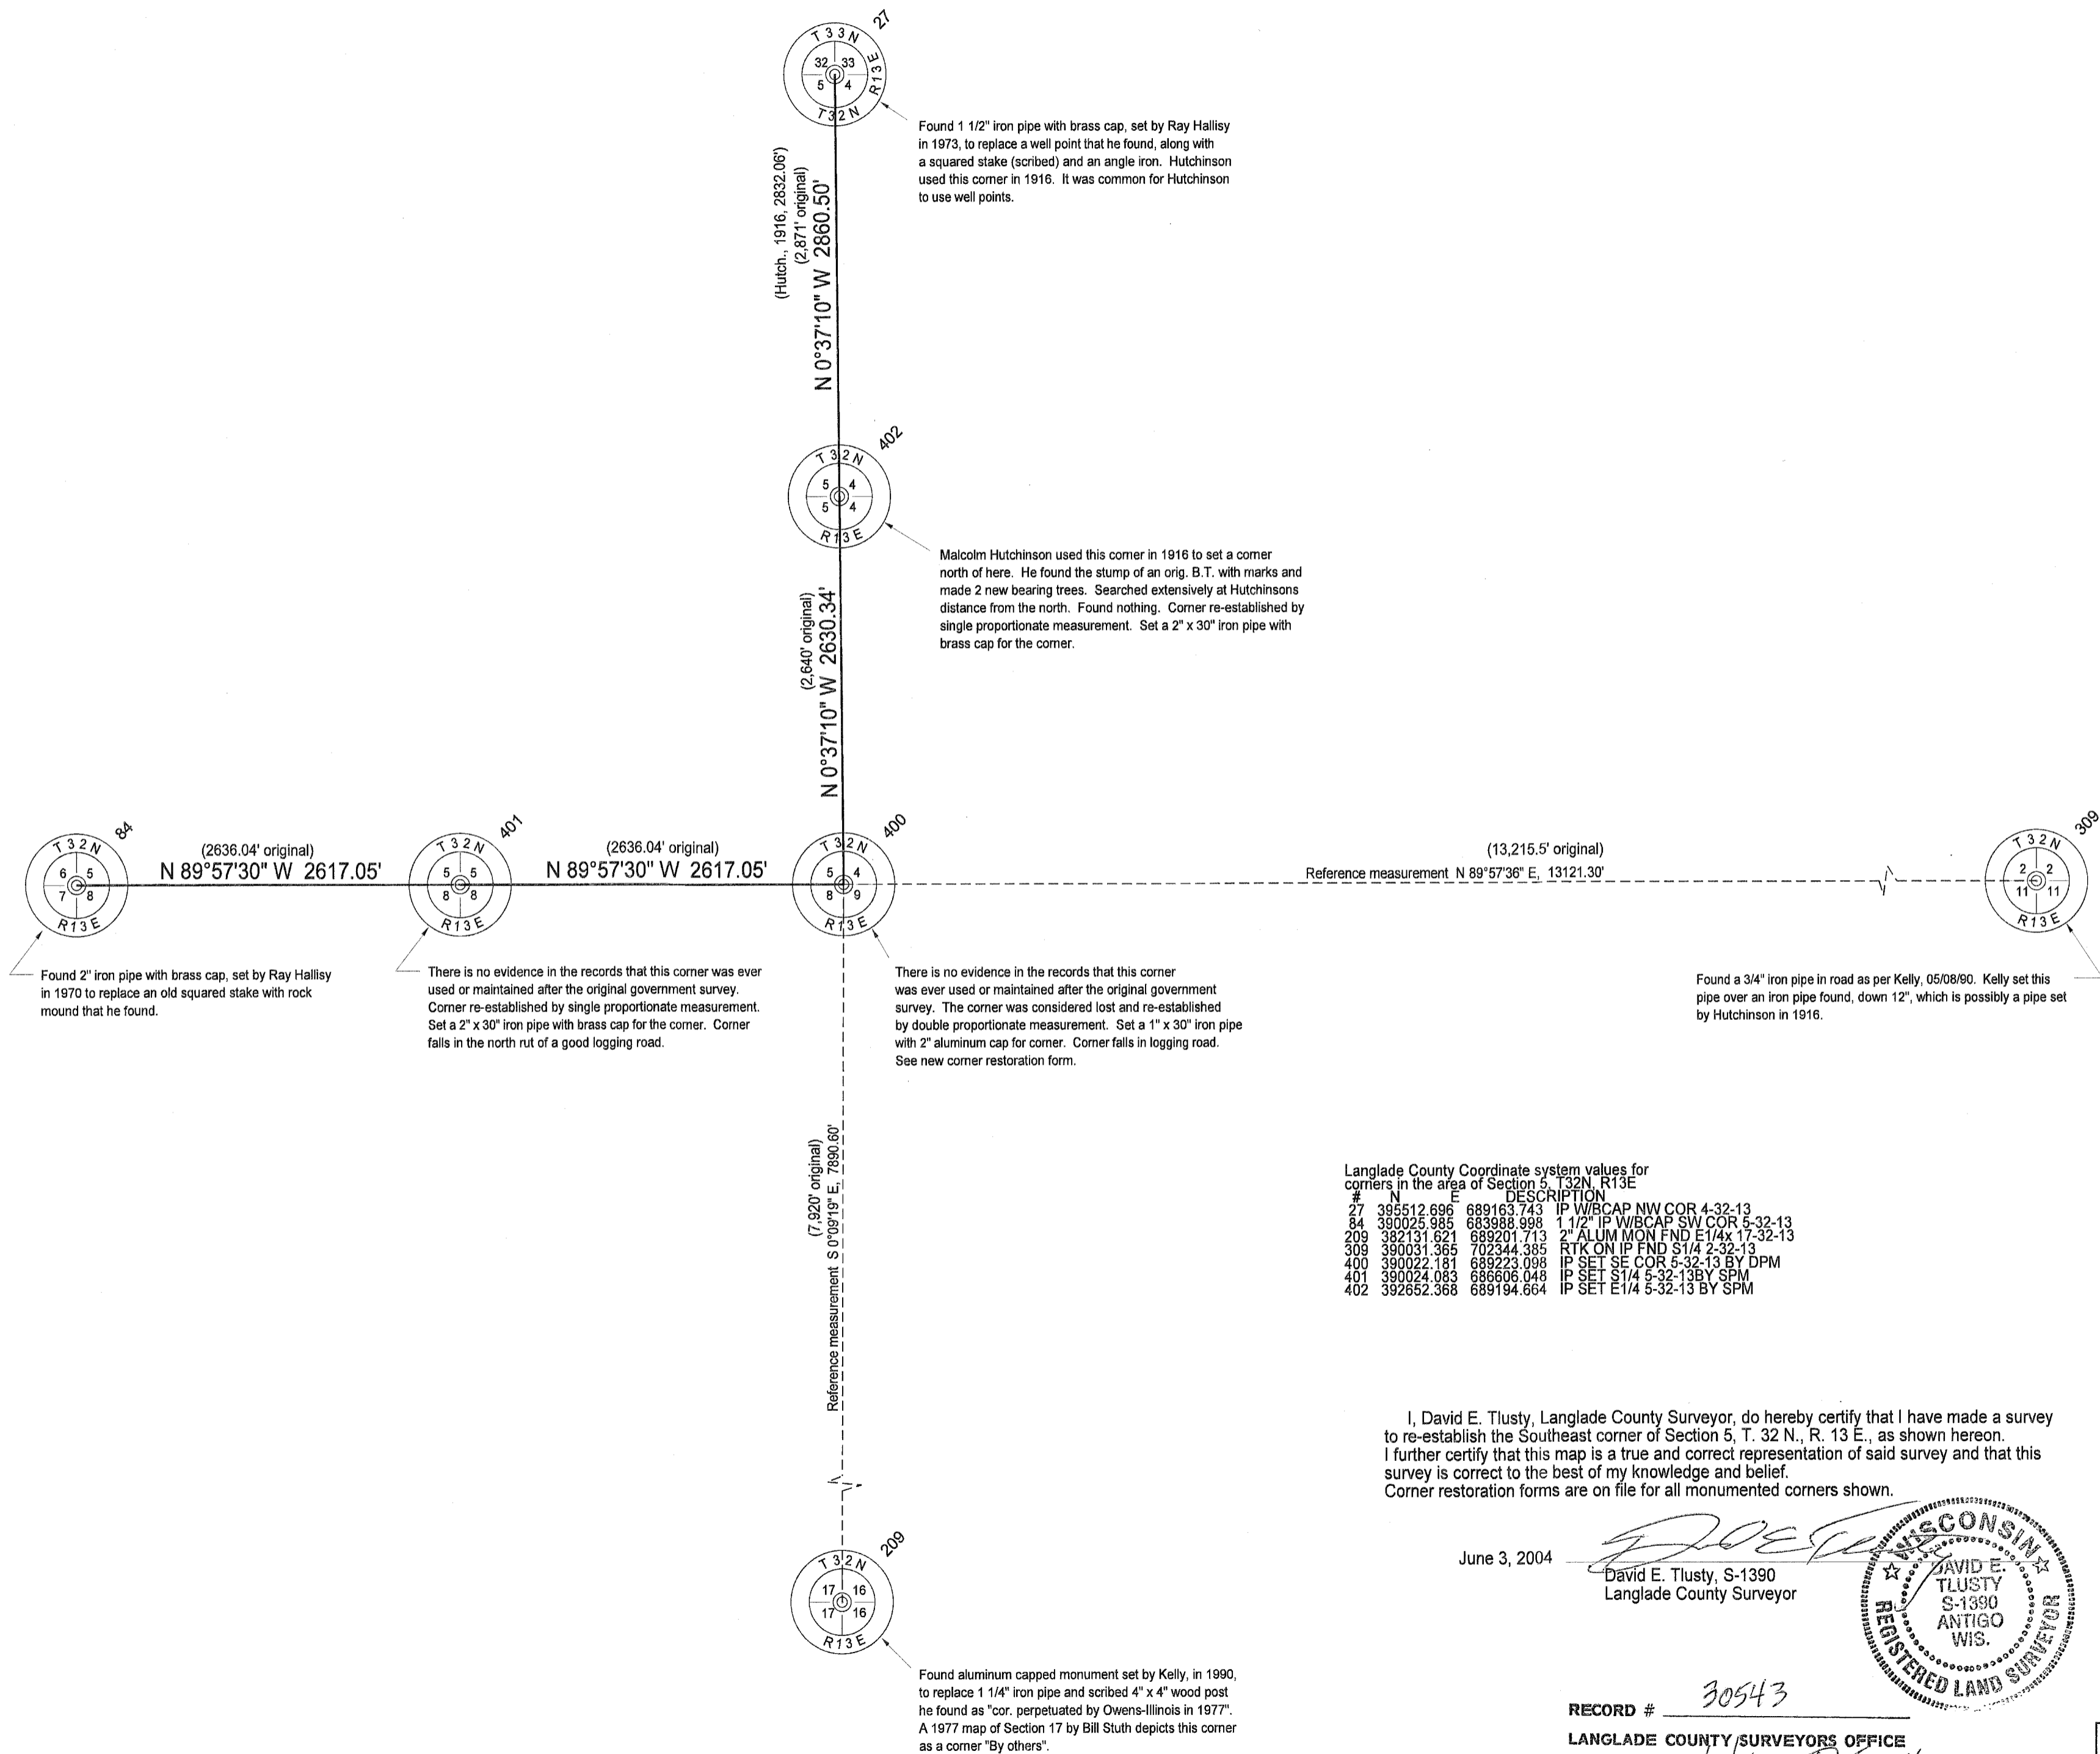 27
T 3 3 N
32 33
5 4
R13E
T32N
Found 1 1/2" iron pipe with brass cap, set by Ray Hallisy
in 1973, to replace a well point that he found, along with
a squared stake (scribed) and an angle iron. Hutchinson
used this corner in 1916. It was common for Hutchinson
to use well points.
(Hutch., 1916, 2832.06')
(2,871' original)
N 0°37'10" W 2860.50'
402
T 32N
5 4
5 4
R13E
Malcolm Hutchinson used this corner in 1916 to set a corner
north of here. He found the stump of an orig. B.T. with marks and
made 2 new bearing trees. Searched extensively at Hutchinsons
distance from the north. Found nothing. Corner re-established by
single proportionate measurement. Set a 2" x 30" iron pipe with
brass cap for the corner.
(2,640' original)
N 0°37'10" W 2630.34'
84
T 32N
6 5
7 8
R13E
(2636.04' original)
N 89°57'30" W 2617.05'
401
T 32N
5 5
8 8
R13E
(2636.04' original)
N 89°57'30" W 2617.05'
400
T 32N
5 4
8 9
R13E
(13,215.5' original)
Reference measurement N 89°57'36" E, 13121.30'
309
T 32N
2 2
11 11
R13E
Found 2" iron pipe with brass cap, set by Ray Hallisy
in 1970 to replace an old squared stake with rock
mound that he found.
There is no evidence in the records that this corner was ever
used or maintained after the original government survey.
Corner re-established by single proportionate measurement.
Set a 2" x 30" iron pipe with brass cap for the corner. Corner
falls in the north rut of a good logging road.
There is no evidence in the records that this corner
was ever used or maintained after the original government
survey. The corner was considered lost and re-established
by double proportionate measurement. Set a 1" x 30" iron pipe
with 2" aluminum cap for corner. Corner falls in logging road.
See new corner restoration form.
Found a 3/4" iron pipe in road as per Kelly, 05/08/90. Kelly set this
pipe over an iron pipe found, down 12", which is possibly a pipe set
by Hutchinson in 1916.
(7,920' original)
Reference measurement S 0°09'19" E, 7890.60'
Langlade County Coordinate system values for
corners in the area of Section 5, T32N, R13E
# N E DESCRIPTION
27 395512.696 689163.743 IP W/BCAP NW COR 4-32-13
84 390025.985 683988.998 1 1/2" IP W/BCAP SW COR 5-32-13
209 382131.621 689201.713 2" ALUM MON FND E1/4x 17-32-13
309 390031.365 702344.385 RTK ON IP FND S1/4 2-32-13
400 390022.181 689223.098 IP SET SE COR 5-32-13 BY DPM
401 390024.083 686606.048 IP SET S1/4 5-32-13BY SPM
402 392652.368 689194.664 IP SET E1/4 5-32-13 BY SPM
I, David E. Tlusty, Langlade County Surveyor, do hereby certify that I have made a survey
to re-establish the Southeast corner of Section 5, T. 32 N., R. 13 E., as shown hereon.
I further certify that this map is a true and correct representation of said survey and that this
survey is correct to the best of my knowledge and belief.
Corner restoration forms are on file for all monumented corners shown.
June 3, 2004
David E. Tlusty, S-1390
Langlade County Surveyor
WISCONSIN
DAVID E.
TLUSTY
S-1390
ANTIGO
WIS.
REGISTERED LAND SURVEYOR
209
T 32N
17 16
17 16
R13E
Found aluminum capped monument set by Kelly, in 1990,
to replace 1 1/4" iron pipe and scribed 4" x 4" wood post
he found as "cor. perpetuated by Owens-Illinois in 1977".
A 1977 map of Section 17 by Bill Stuth depicts this corner
as a corner "By others".
RECORD # 30543
LANGLADE COUNTY SURVEYORS OFFICE